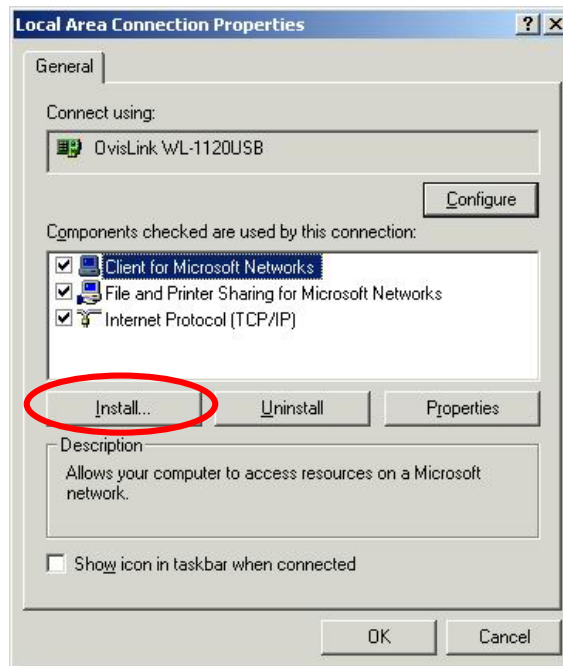 Local Area Connection Properties
General
Connect using:
OvisLink WL-1120USB
Configure
Components checked are used by this connection:
Client for Microsoft Networks
File and Printer Sharing for Microsoft Networks
Internet Protocol (TCP/IP)
Install... Uninstall Properties
Description
Allows your computer to access resources on a Microsoft
network.
Show icon in taskbar when connected
OK Cancel